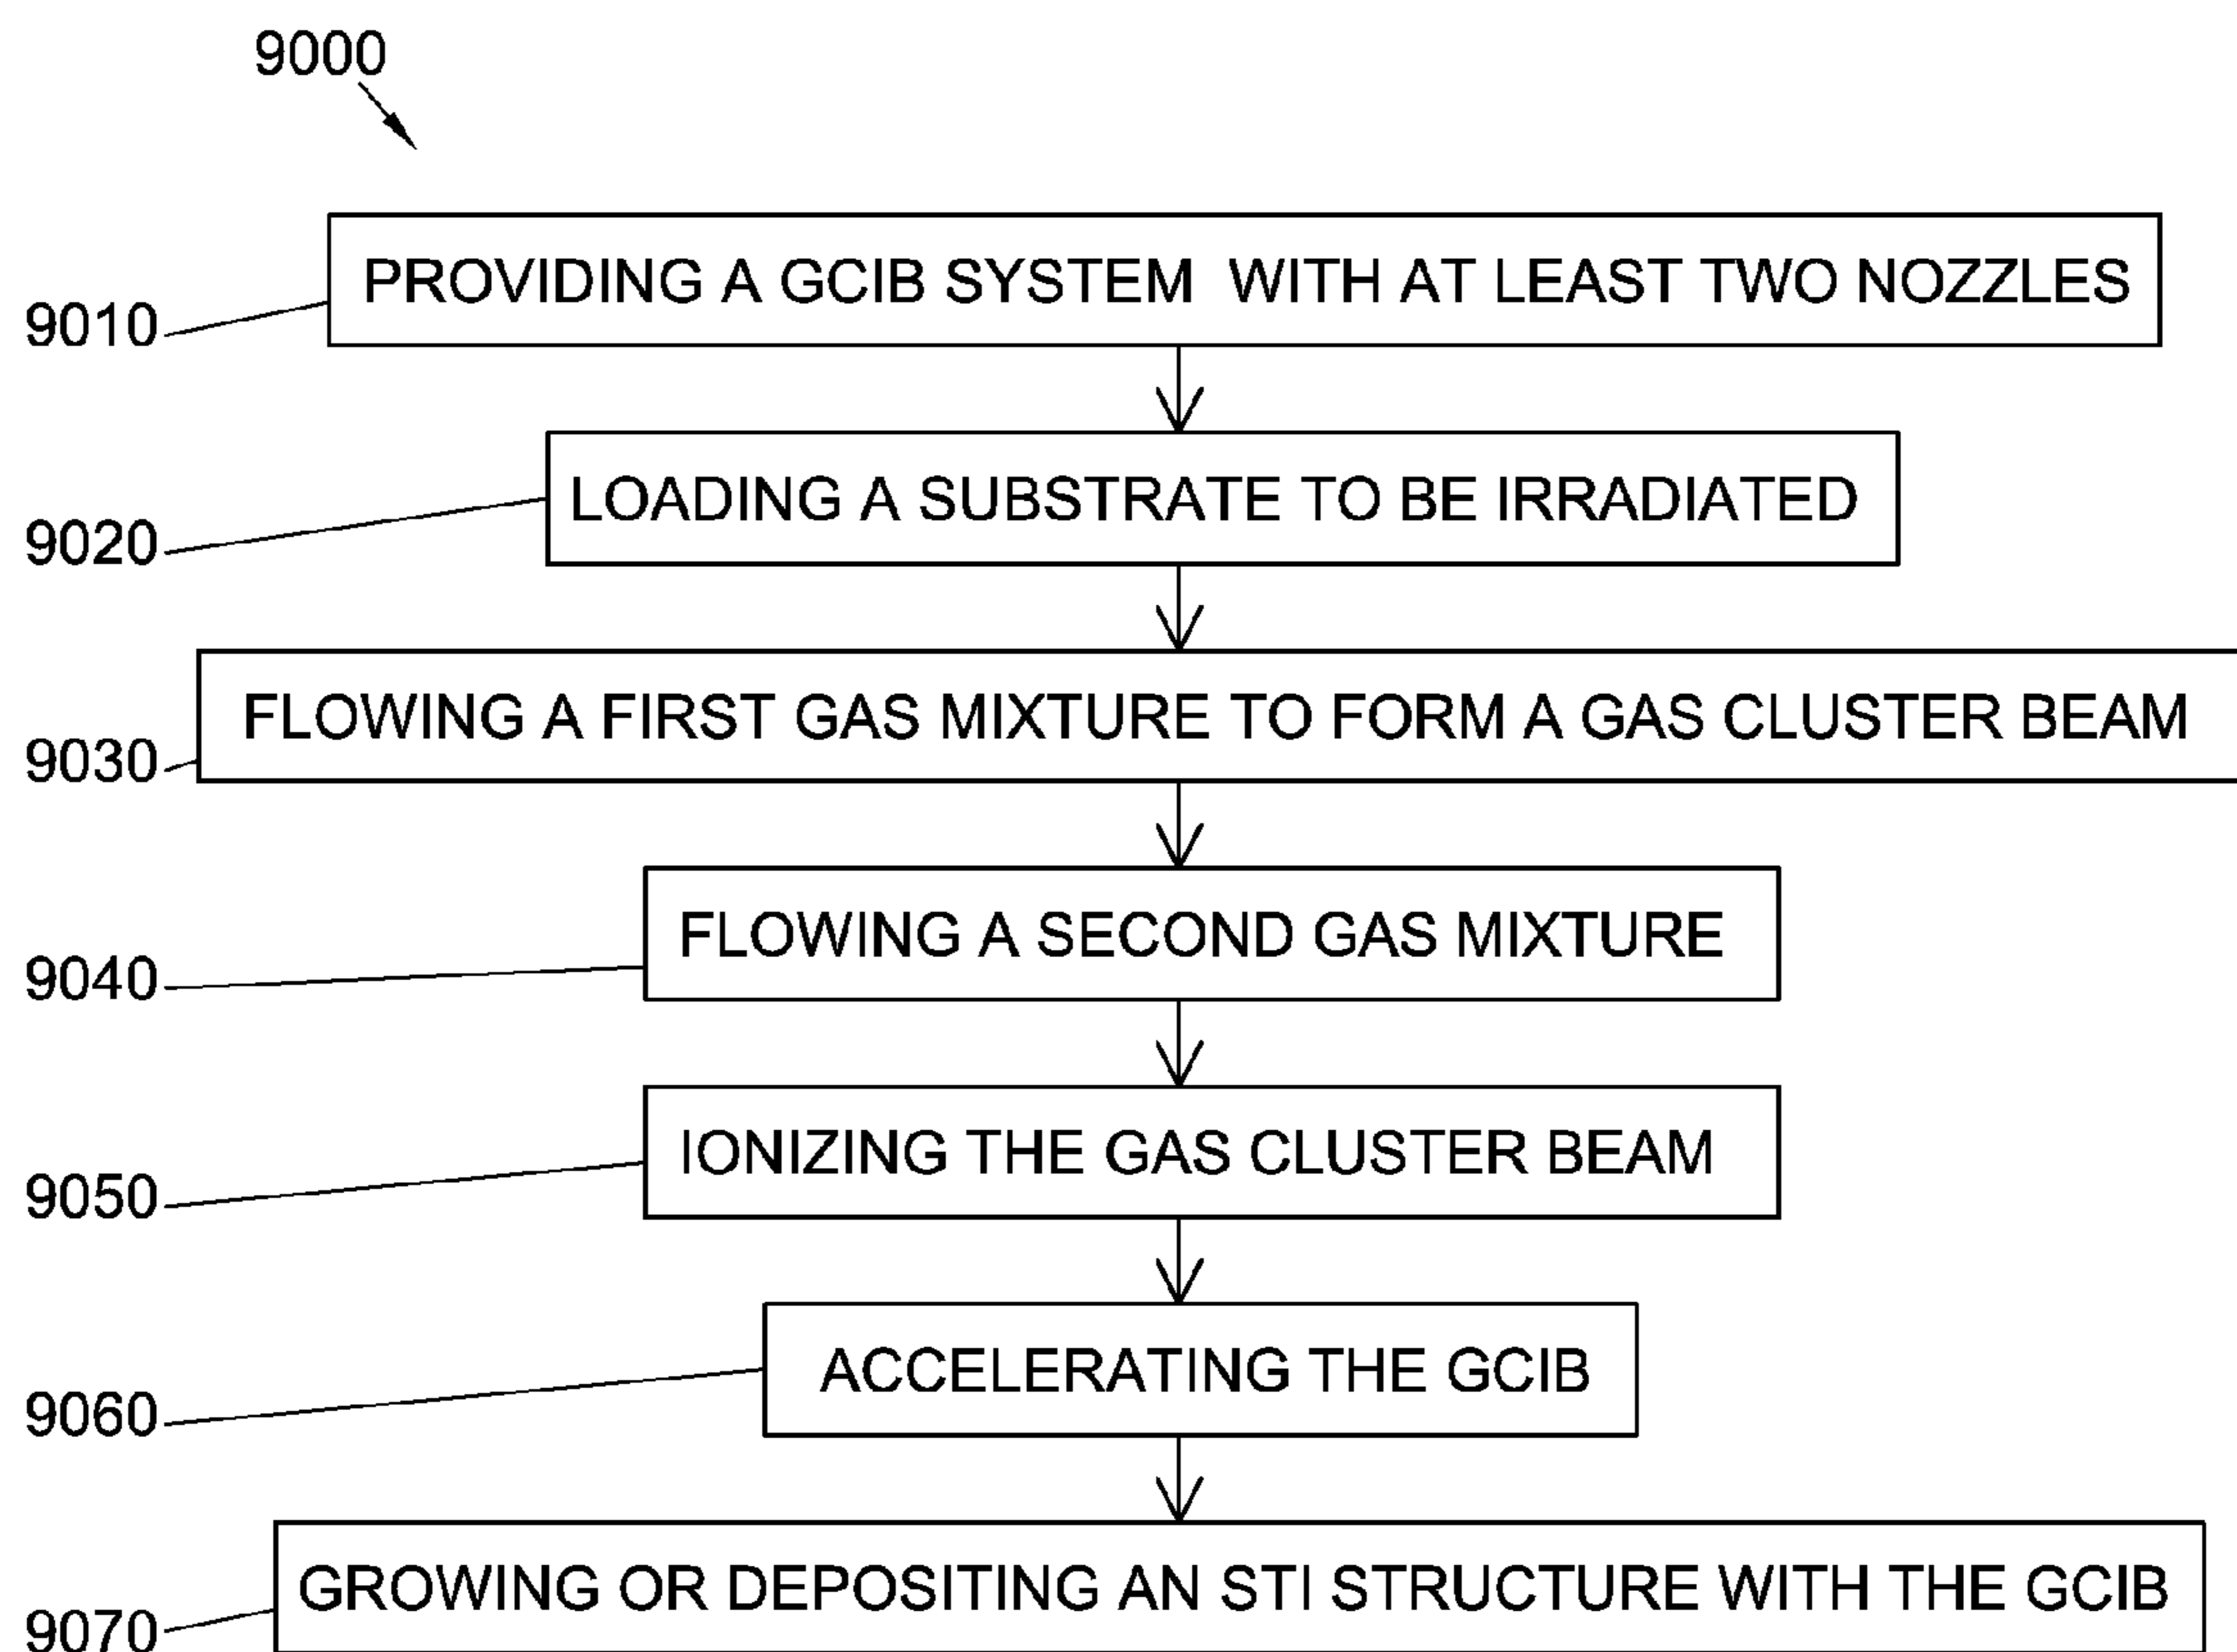 9000
PROVIDING A GCIB SYSTEM WITH AT LEAST TWO NOZZLES
9010
LOADING A SUBSTRATE TO BE IRRADIATED
9020
FLOWING A FIRST GAS MIXTURE TO FORM A GAS CLUSTER BEAM
9030
FLOWING A SECOND GAS MIXTURE
9040
IONIZING THE GAS CLUSTER BEAM
9050
ACCELERATING THE GCIB
9060
GROWING OR DEPOSITING AN STI STRUCTURE WITH THE GCIB
9070